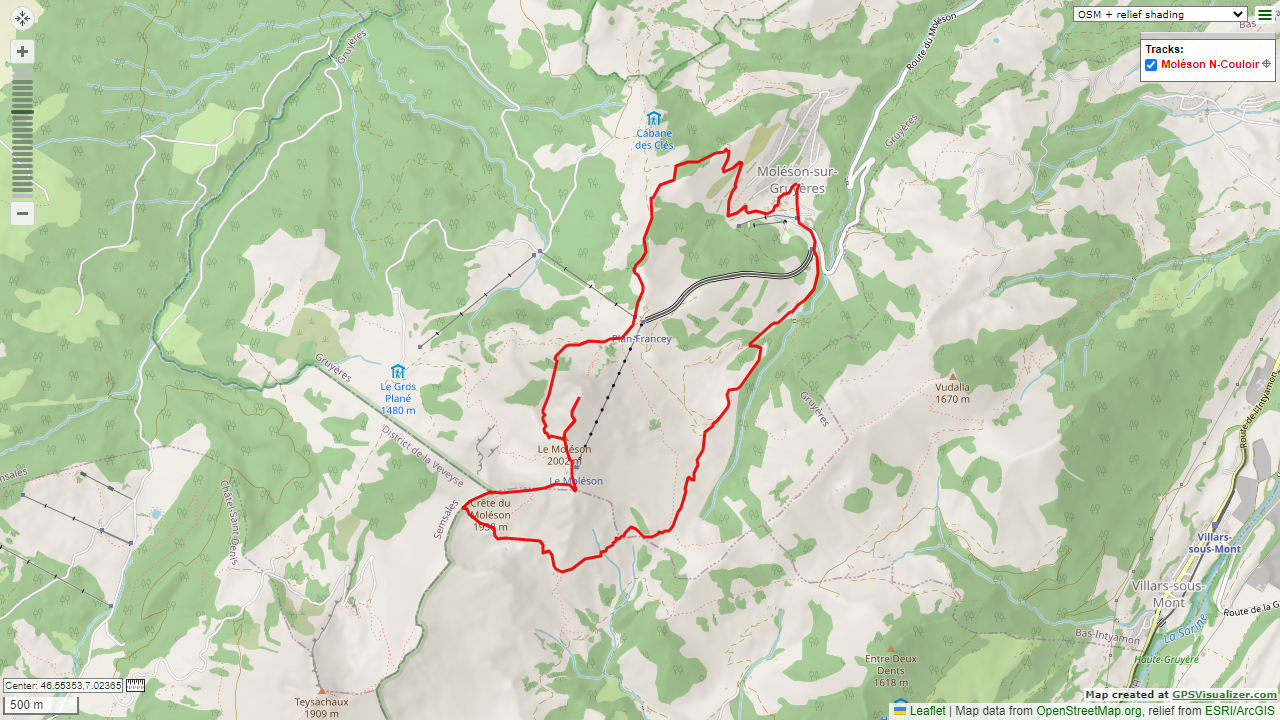 OSM + relief shading
Tracks:
Moléson N-Couloir
Bas
Route du Moléson
Gruyères
Cabane
des Clés
Gruyères
Moléson-sur-
Gruyères
Plan-Francey
Gruyères
Le Gros
Plané
1480 m
Vudalla
1670 m
Gruyères
District de la Veveyse
Le Moléson
2002 m
Le Moléson
Route de l'Intyamon
Semsales
Châtel-Saint-Denis
Semsales
Crête du
Moléson
1938 m
Villars-
sous-Mont
Villars-sous-
Mont
Route de la G
La Sarine
Bas-Intyamon
Haute-Gruyère
Entre Deux
Dents
1618 m
Teysachaux
1909 m
Center: 46.55353,7.02365
500 m
Map created at GPSVisualizer.com
Leaflet | Map data from OpenStreetMap.org, relief from ESRI/ArcGIS